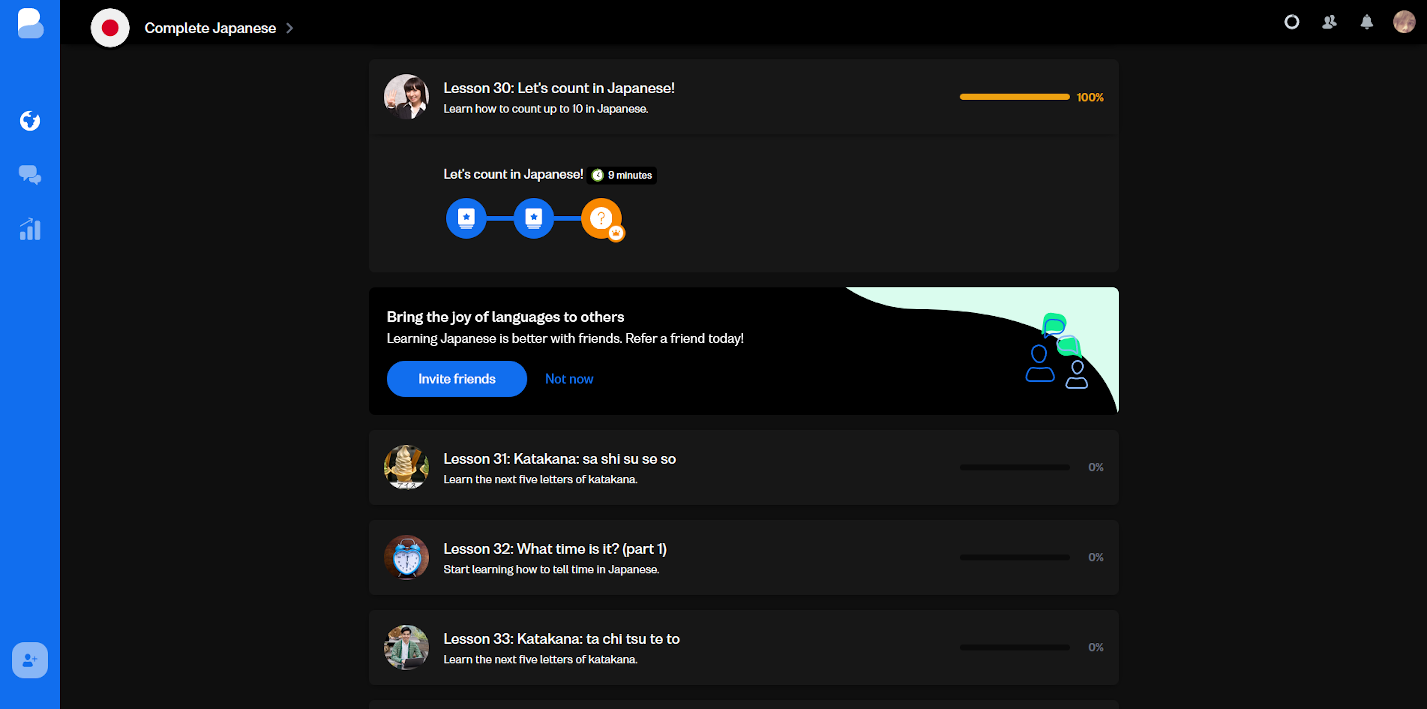 Complete Japanese
Lesson 30: Let's count in Japanese!
Learn how to count up to 10 in Japanese.
100%
Let's count in Japanese! 9 minutes
?
Bring the joy of languages to others
Learning Japanese is better with friends. Refer a friend today!
Invite friends Not now
Lesson 31: Katakana: sa shi su se so
Learn the next five letters of katakana.
0%
Lesson 32: What time is it? (part 1)
Start learning how to tell time in Japanese.
0%
Lesson 33: Katakana: ta chi tsu te to
Learn the next five letters of katakana.
0%